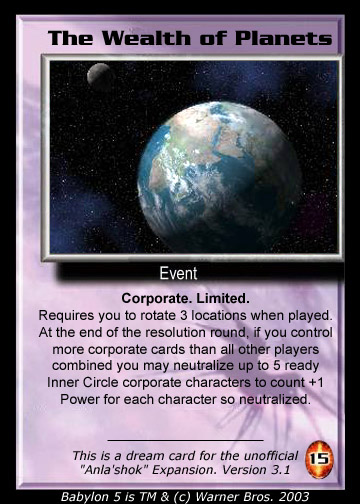 The Wealth of Planets
Event
Corporate. Limited.
Requires you to rotate 3 locations when played.
At the end of the resolution round, if you control
more corporate cards than all other players
combined you may neutralize up to 5 ready
Inner Circle corporate characters to count +1
Power for each character so neutralized.
This is a dream card for the unofficial
"Anla'shok" Expansion. Version 3.1
15
Babylon 5 is TM & (c) Warner Bros. 2003